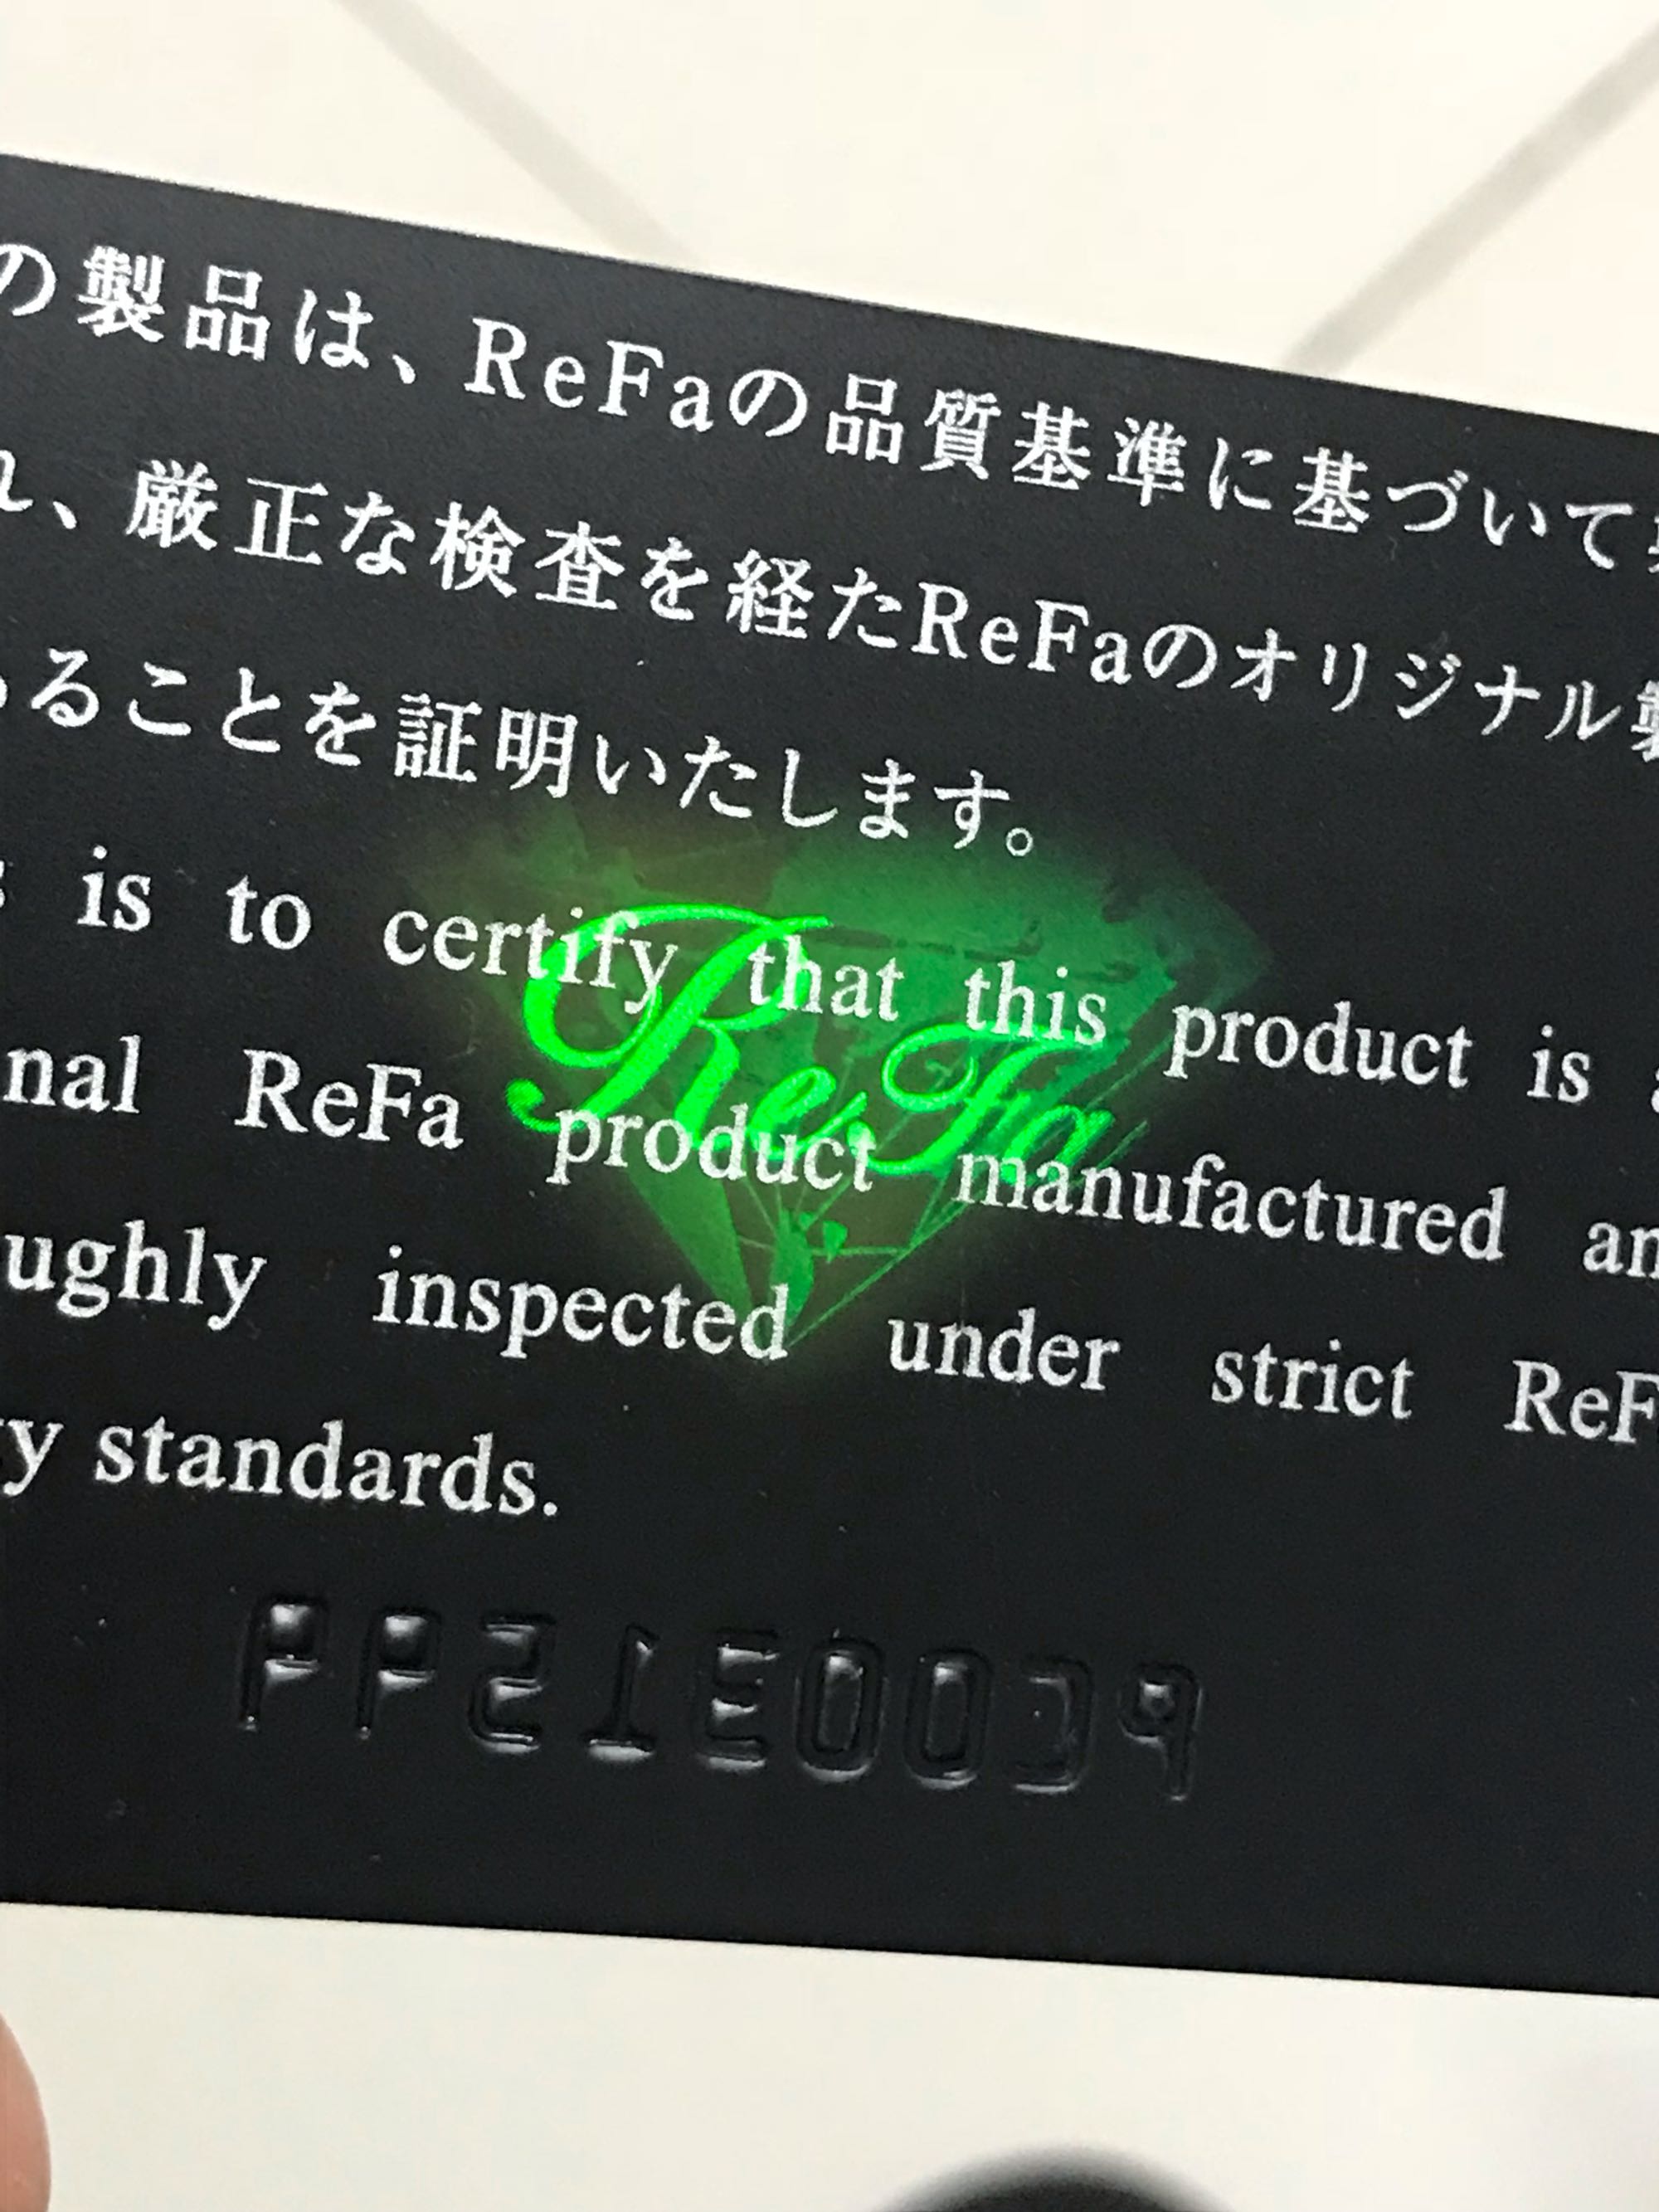 の製品は、ReFaの品質基準に基づいて
れ、厳正な検査を経たReFaのオリジナル製
ることを証明いたします。
is to certify that this product is
nal ReFa product manufactured an
ReFa
ughly inspected under strict ReF
y standards.